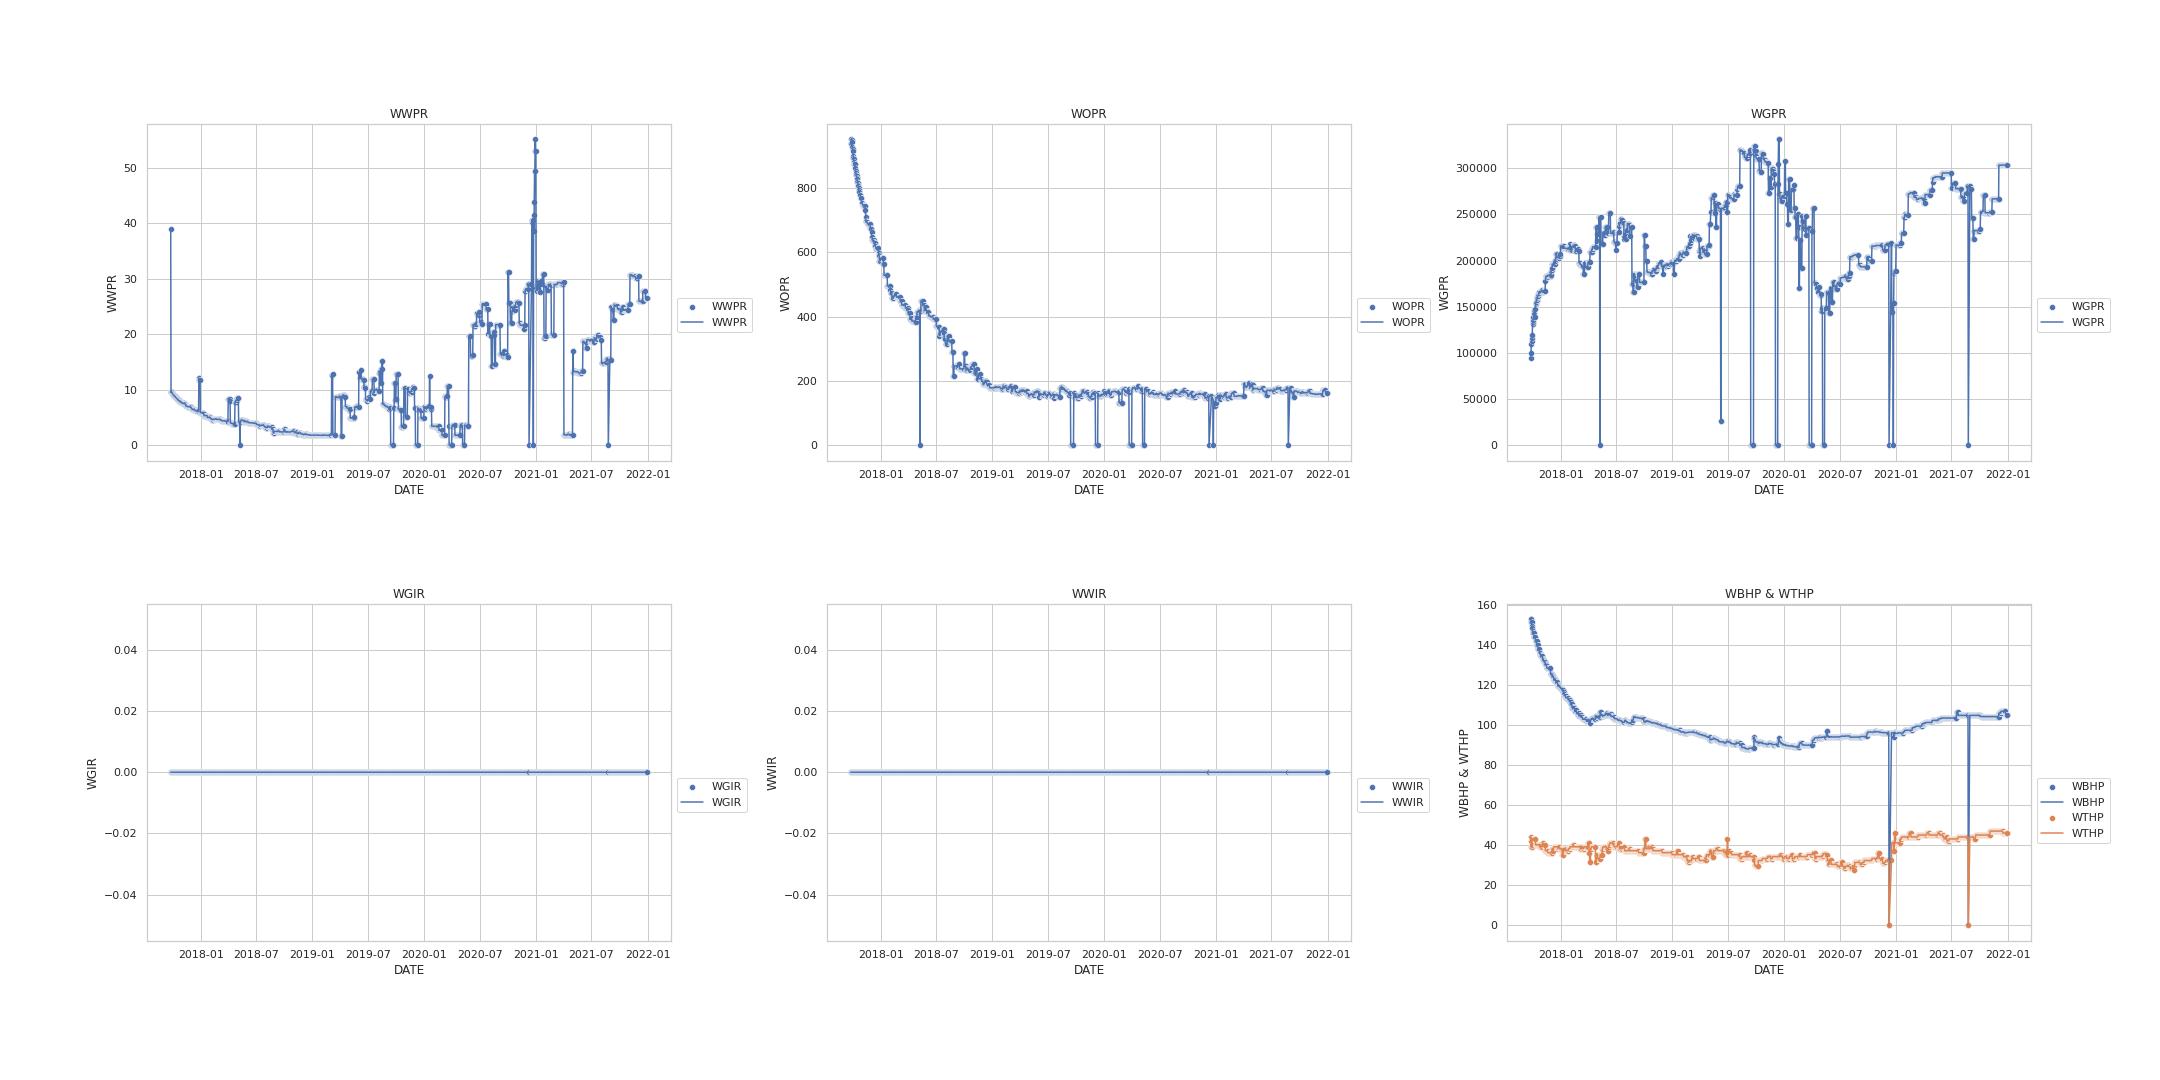 WWPR
WWPR
50
40
30
20
10
0
2018-01 2018-07 2019-01 2019-07 2020-01 2020-07 2021-01 2021-07 2022-01
DATE
WWPR
WWPR
WOPR
WOPR
800
600
400
200
0
2018-01 2018-07 2019-01 2019-07 2020-01 2020-07 2021-01 2021-07 2022-01
DATE
WOPR
WOPR
WGPR
WGPR
300000
250000
200000
150000
100000
50000
0
2018-01 2018-07 2019-01 2019-07 2020-01 2020-07 2021-01 2021-07 2022-01
DATE
WGPR
WGPR
WGIR
WGIR
0.04
0.02
0.00
−0.02
−0.04
2018-01 2018-07 2019-01 2019-07 2020-01 2020-07 2021-01 2021-07 2022-01
DATE
WGIR
WGIR
WWIR
WWIR
0.04
0.02
0.00
−0.02
−0.04
2018-01 2018-07 2019-01 2019-07 2020-01 2020-07 2021-01 2021-07 2022-01
DATE
WWIR
WWIR
WBHP & WTHP
WBHP & WTHP
160
140
120
100
80
60
40
20
0
2018-01 2018-07 2019-01 2019-07 2020-01 2020-07 2021-01 2021-07 2022-01
DATE
WBHP
WBHP
WTHP
WTHP